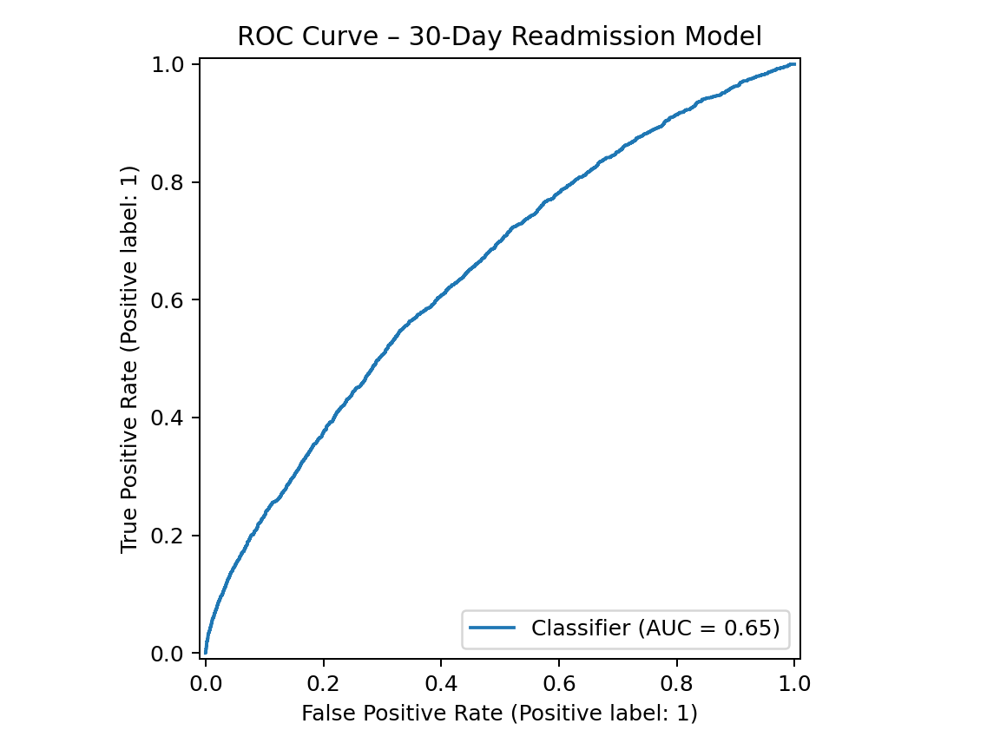 ROC Curve – 30-Day Readmission Model
True Positive Rate (Positive label: 1)
1.0
0.8
0.6
0.4
0.2
0.0
Classifier (AUC = 0.65)
0.0 0.2 0.4 0.6 0.8 1.0
False Positive Rate (Positive label: 1)